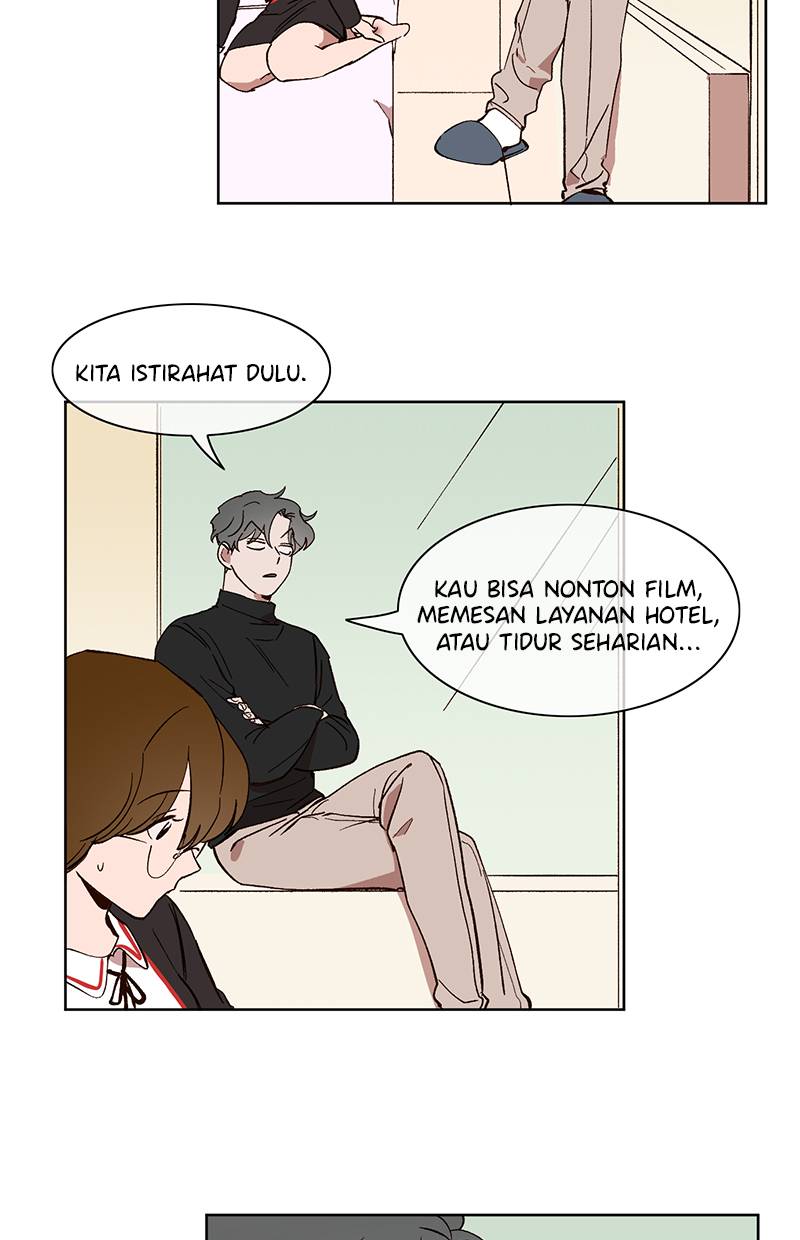 KITA ISTIRAHAT DULU.
KAU BISA NONTON FILM,
MEMESAN LAYANAN HOTEL,
ATAU TIDUR SEHARIAN...